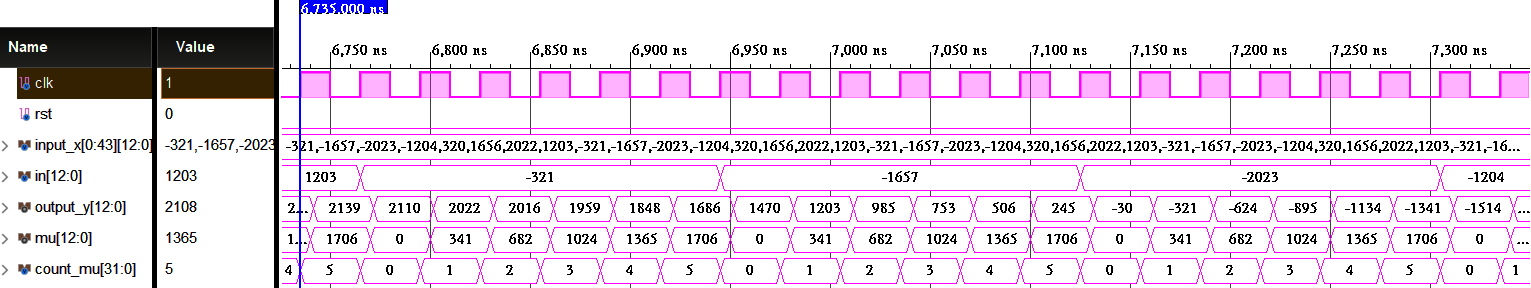 6,735.000 ns
Name Value 6,750 ns 6,800 ns 6,850 ns 6,900 ns 6,950 ns 7,000 ns 7,050 ns 7,100 ns 7,150 ns 7,200 ns 7,250 ns 7,300 ns
clk 1
rst 0
input_x[0:43][12:0] -321,-1657,-2023 -321,-1657,-2023,-1204,320,1656,2022,1203,-321,-1657,-2023,-1204,320,1656,2022,1203,-321,-1657,-2023,-1204,320,1656,2022,1203,-321,-1657,-2023,-1204,320,1656,2022,1203,-321,-16...
in[12:0] 1203 1203 -321 -1657 -2023 -1204
output_y[12:0] 2108 2... 2139 2110 2022 2016 1959 1848 1686 1470 1203 985 753 506 245 -30 -321 -624 -895 -1134 -1341 -1514 ...
mu[12:0] 1365 1... 1706 0 341 682 1024 1365 1706 0 341 682 1024 1365 1706 0 341 682 1024 1365 1706 0 ...
count_mu[31:0] 5 4 5 0 1 2 3 4 5 0 1 2 3 4 5 0 1 2 3 4 5 0 1